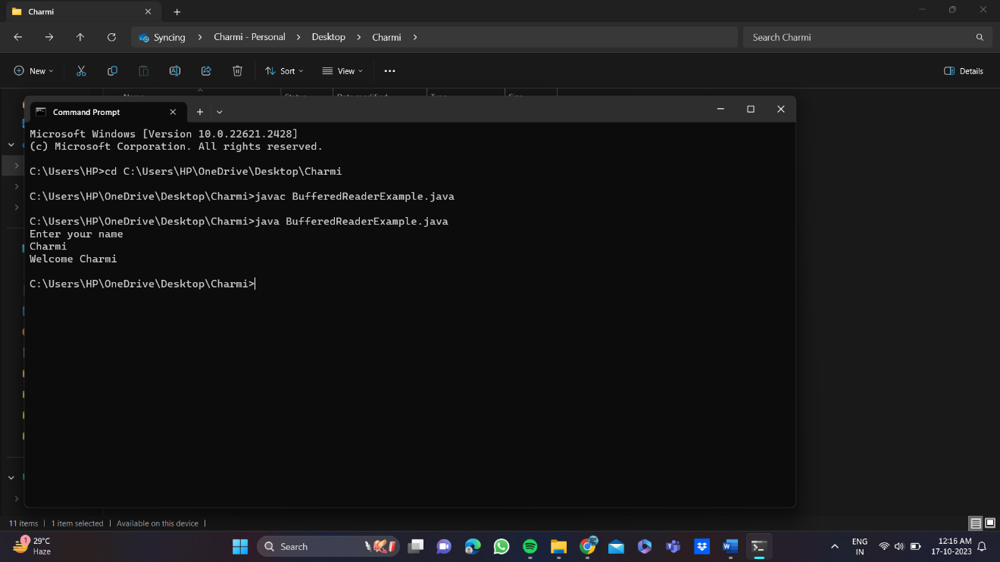 Charmi
Syncing > Charmi - Personal > Desktop > Charmi >
Search Charmi
New
Sort
View
Details
Command Prompt
Microsoft Windows [Version 10.0.22621.2428]
(c) Microsoft Corporation. All rights reserved.
C:\Users\HP>cd C:\Users\HP\OneDrive\Desktop\Charmi
C:\Users\HP\OneDrive\Desktop\Charmi>javac BufferedReaderExample.java
C:\Users\HP\OneDrive\Desktop\Charmi>java BufferedReaderExample.java
Enter your name
Charmi
Welcome Charmi
C:\Users\HP\OneDrive\Desktop\Charmi>
11 items | 1 item selected | Available on this device |
1
29°C
Haze
Search
ENG
IN
12:16 AM
17-10-2023